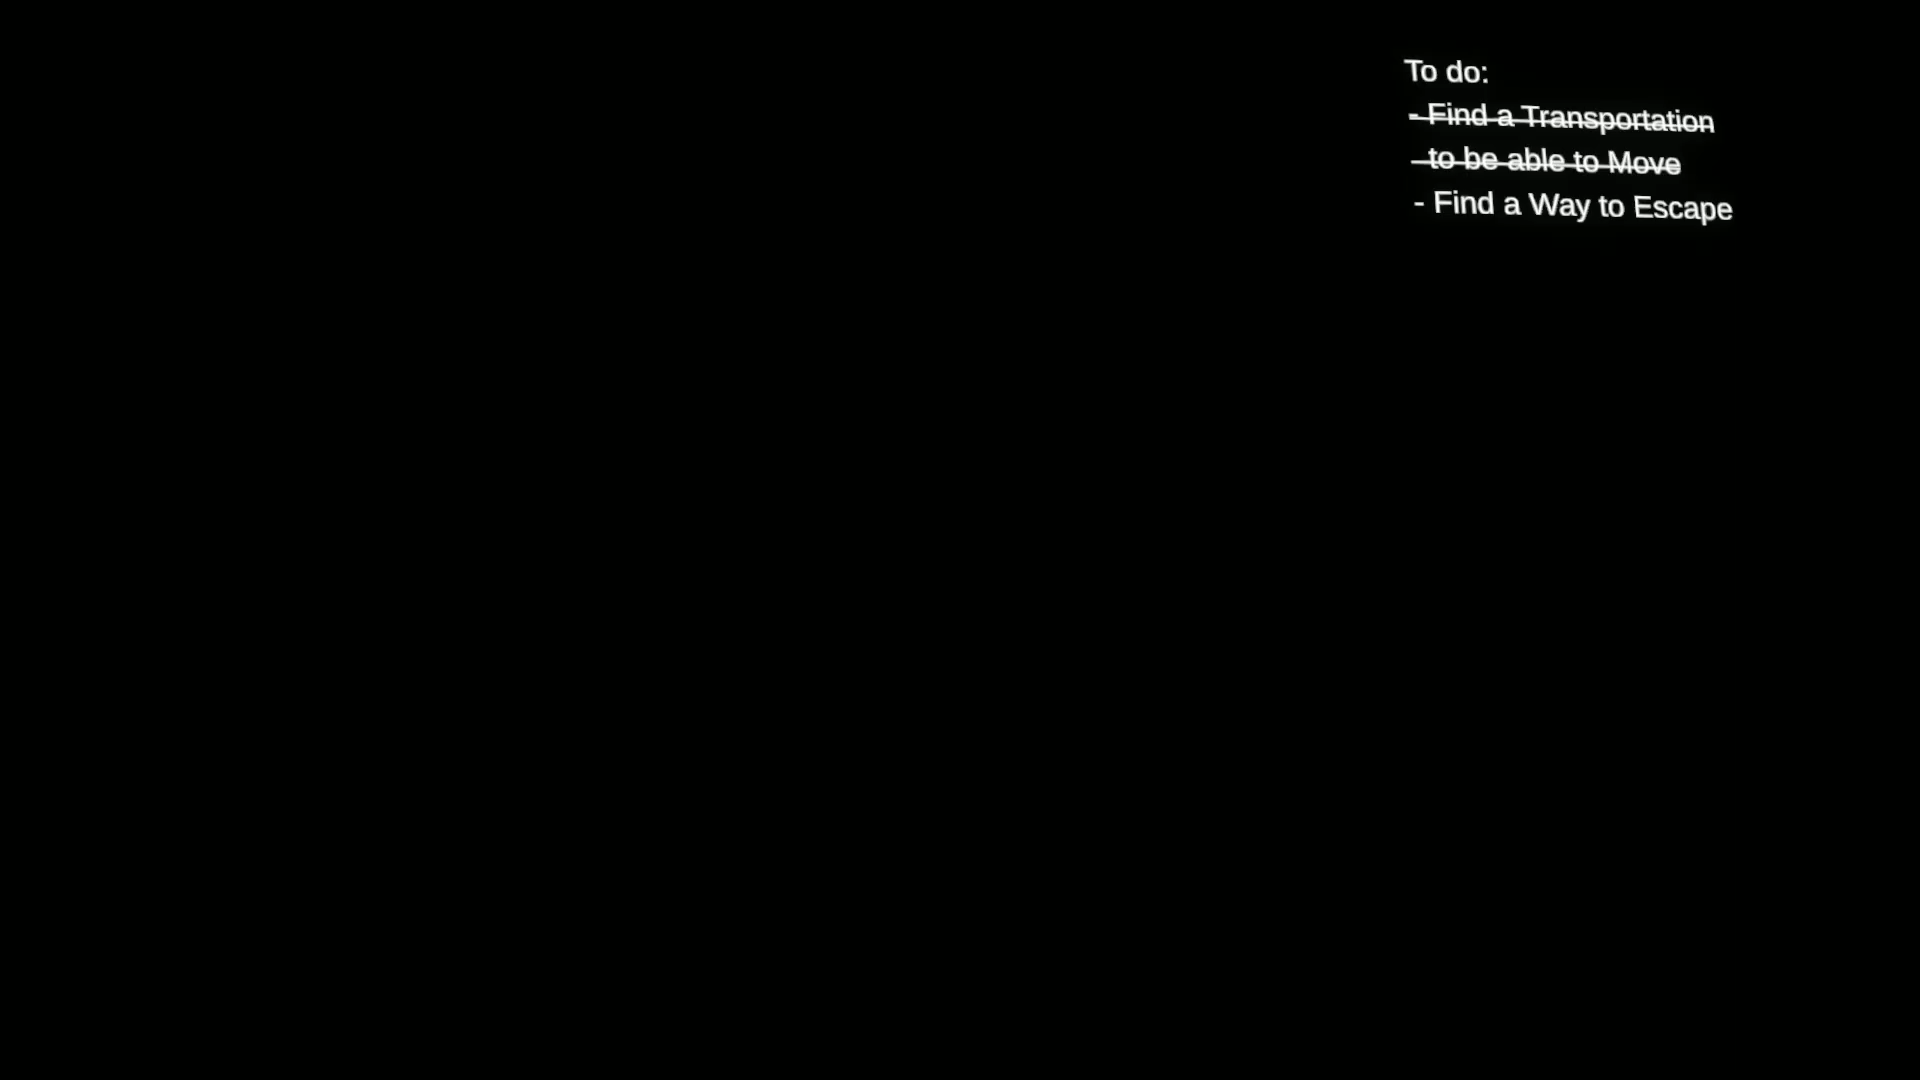 To do:
- Find a Transportation
to be able to Move
- Find a Way to Escape